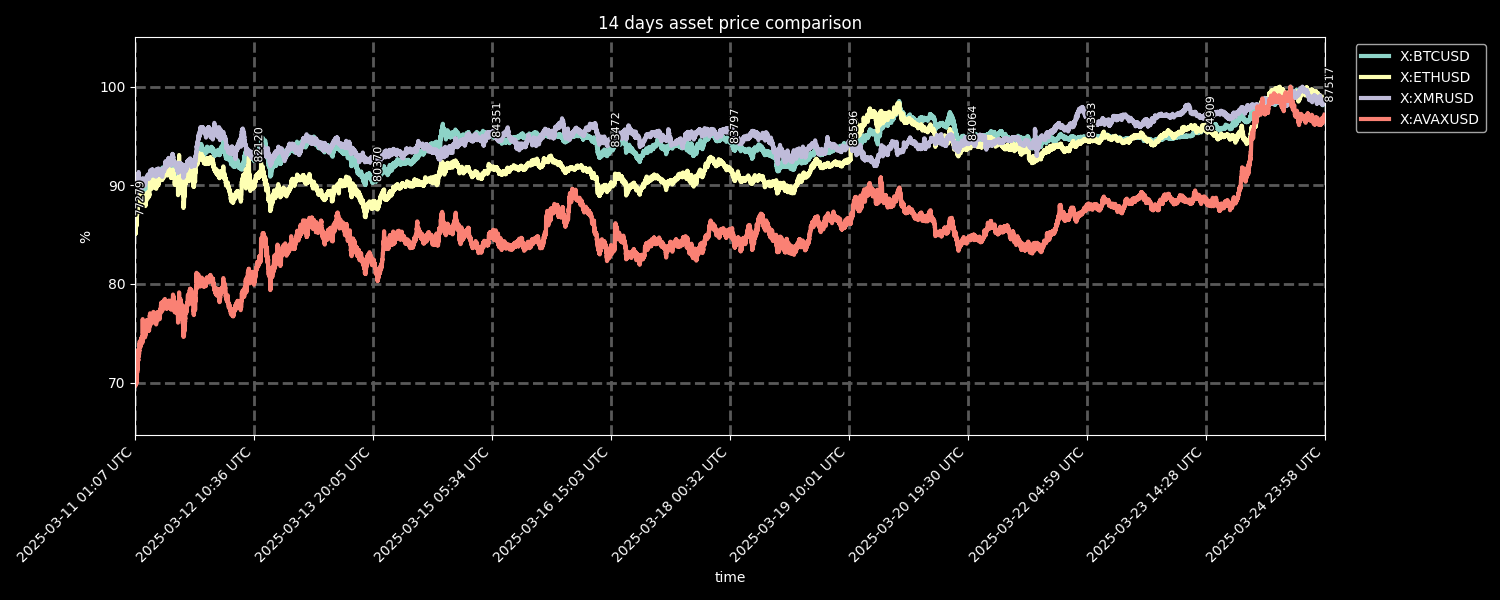 14 days asset price comparison
X:BTCUSD
X:ETHUSD
X:XMRUSD
X:AVAXUSD
100
90
80
70
%
77279
82120
80370
84351
83472
83797
83596
84064
84333
84909
87517
2025-03-11 01:07 UTC
2025-03-12 10:36 UTC
2025-03-13 20:05 UTC
2025-03-15 05:34 UTC
2025-03-16 15:03 UTC
2025-03-18 00:32 UTC
2025-03-19 10:01 UTC
2025-03-20 19:30 UTC
2025-03-22 04:59 UTC
2025-03-23 14:28 UTC
2025-03-24 23:58 UTC
time